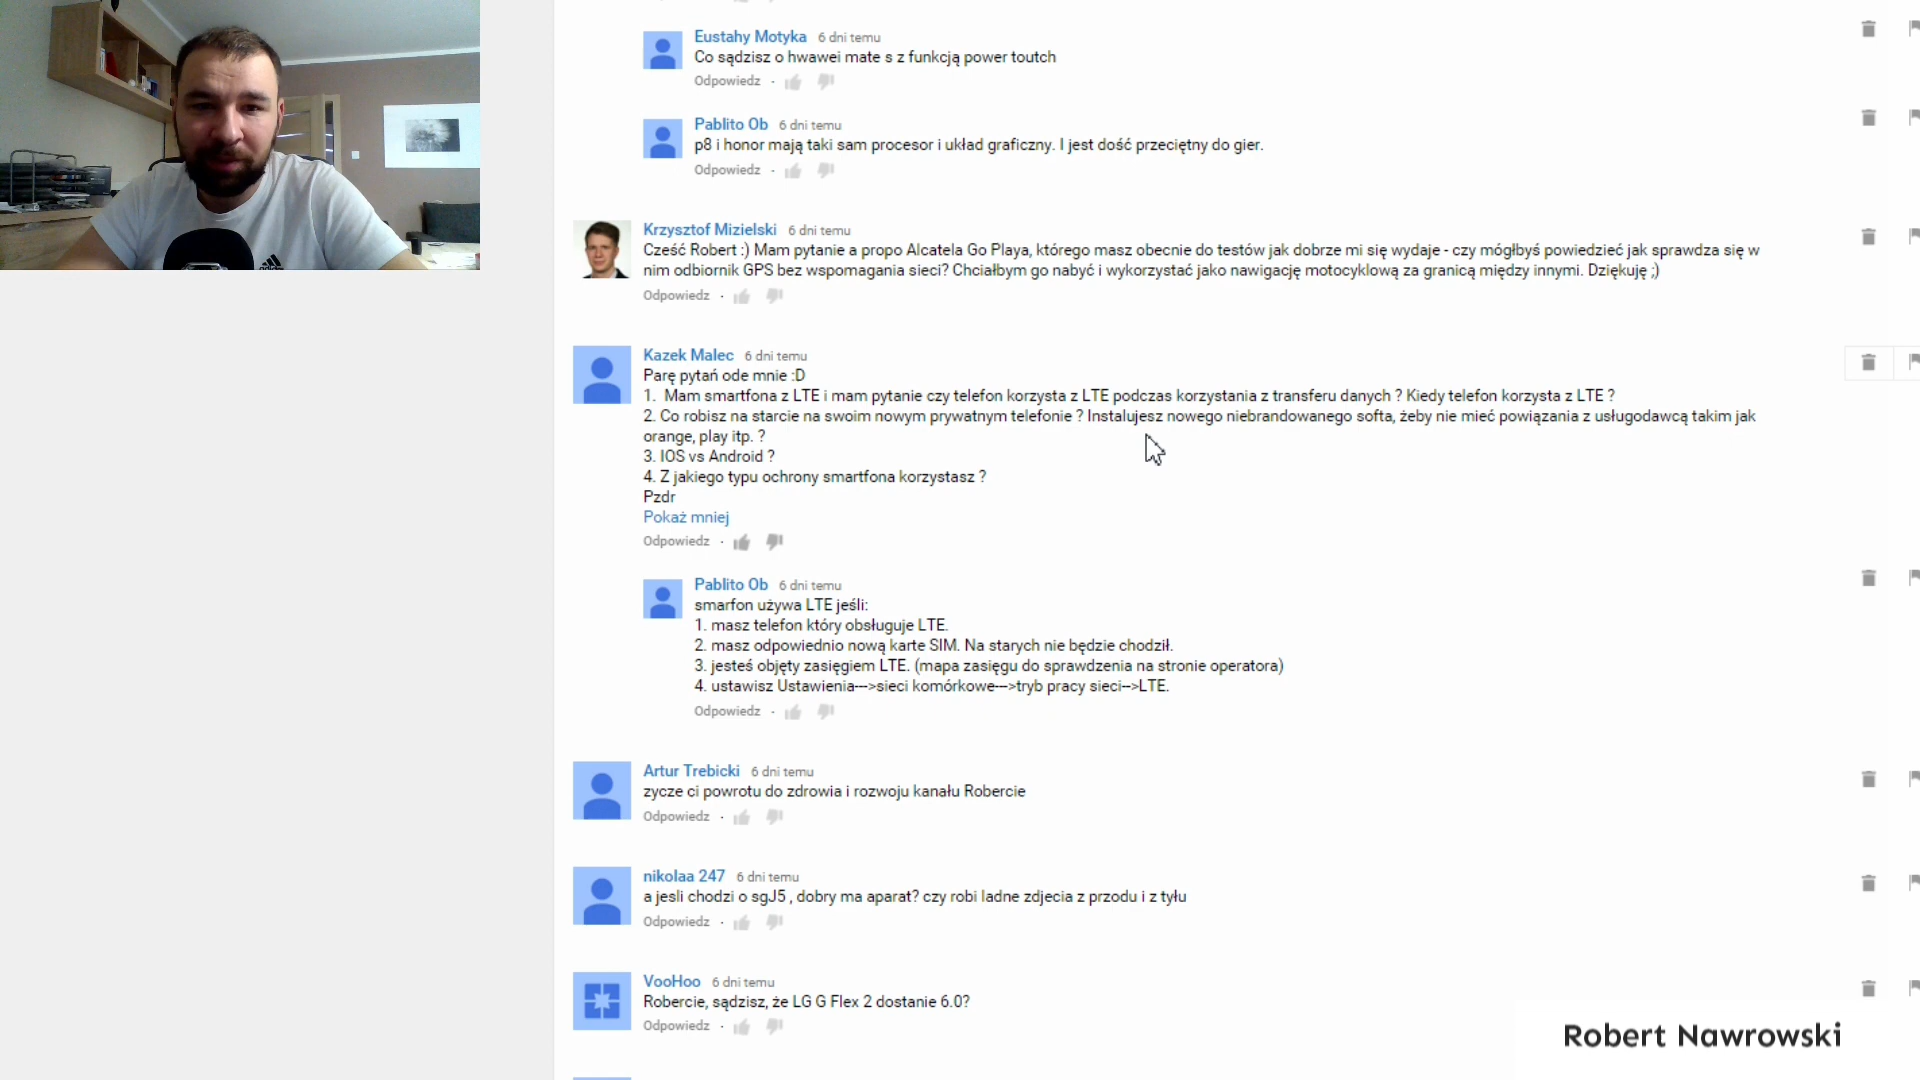 Eustahy Motyka 6 dni temu
Co sądzisz o hwawei mate s z funkcją power toutch
Odpowiedz ·
Pablito Ob 6 dni temu
p8 i honor mają taki sam procesor i układ graficzny. I jest dość przeciętny do gier.
Odpowiedz ·
Krzysztof Mizielski 6 dni temu
Cześć Robert :) Mam pytanie a propo Alcatela Go Playa, którego masz obecnie do testów jak dobrze mi się wydaje - czy mógłbyś powiedzieć jak sprawdza się w
nim odbiornik GPS bez wspomagania sieci? Chciałbym go nabyć i wykorzystać jako nawigację motocyklową za granicą między innymi. Dziękuję ;)
Odpowiedz ·
Kazek Malec 6 dni temu
Parę pytań ode mnie :D
1. Mam smartfona z LTE i mam pytanie czy telefon korzysta z LTE podczas korzystania z transferu danych ? Kiedy telefon korzysta z LTE ?
2. Co robisz na starcie na swoim nowym prywatnym telefonie ? Instalujesz nowego niebrandowanego softa, żeby nie mieć powiązania z usługodawcą takim jak
orange, play itp. ?
3. IOS vs Android ?
4. Z jakiego typu ochrony smartfona korzystasz ?
Pzdr
Pokaż mniej
Odpowiedz ·
Pablito Ob 6 dni temu
smarfon używa LTE jeśli:
1. masz telefon który obsługuje LTE.
2. masz odpowiednio nową karte SIM. Na starych nie będzie chodził.
3. jesteś objęty zasięgiem LTE. (mapa zasięgu do sprawdzenia na stronie operatora)
4. ustawisz Ustawienia--->sieci komórkowe--->tryb pracy sieci-->LTE.
Odpowiedz ·
Artur Trebicki 6 dni temu
zycze ci powrotu do zdrowia i rozwoju kanału Robercie
Odpowiedz ·
nikolaa 247 6 dni temu
a jesli chodzi o sgJ5 , dobry ma aparat? czy robi ladne zdjecia z przodu i z tyłu
Odpowiedz ·
VooHoo 6 dni temu
Robercie, sądzisz, że LG G Flex 2 dostanie 6.0?
Odpowiedz ·
Robert Nawrowski